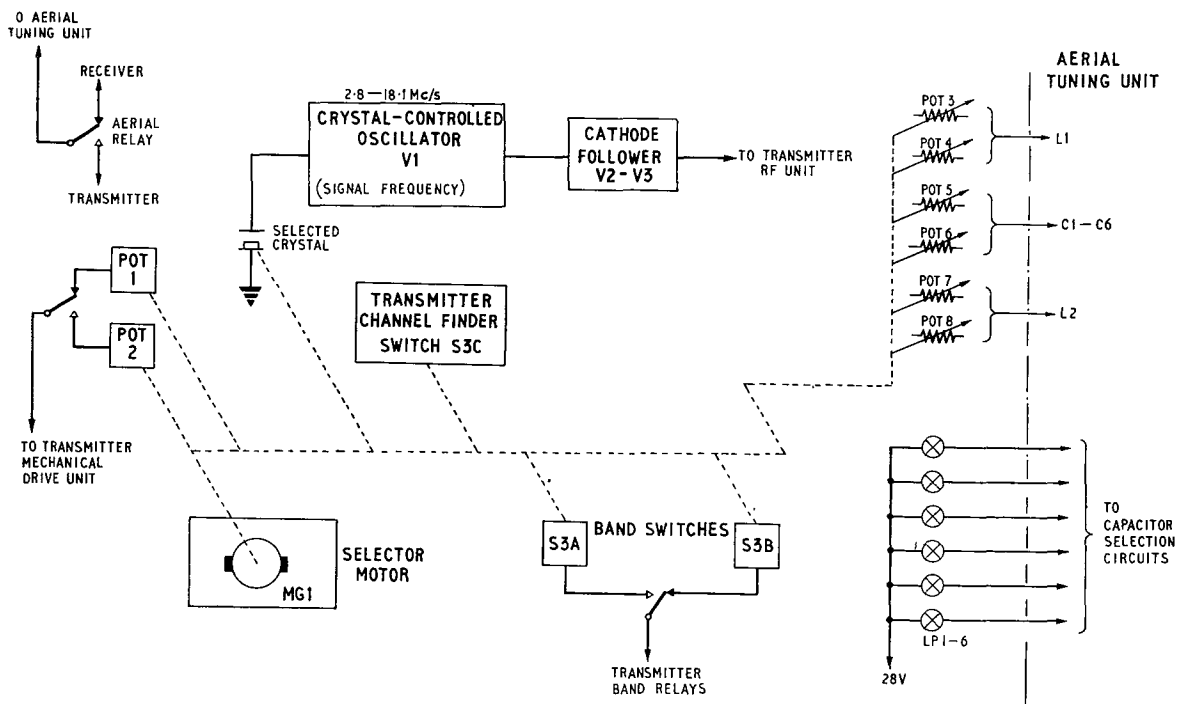 O AERIAL
TUNING UNIT
RECEIVER
AERIAL
RELAY
TRANSMITTER
2·8—18·1Mc/s
CRYSTAL-CONTROLLED
OSCILLATOR
V1
(SIGNAL FREQUENCY)
CATHODE
FOLLOWER
V2-V3
TO TRANSMITTER
RF UNIT
SELECTED
CRYSTAL
POT
1
POT
2
TO TRANSMITTER
MECHANICAL
DRIVE UNIT
TRANSMITTER
CHANNEL FINDER
SWITCH S3C
SELECTOR
MOTOR
MG1
S3A
BAND SWITCHES
S3B
TRANSMITTER
BAND RELAYS
AERIAL
TUNING UNIT
POT 3
POT 4
L1
POT 5
POT 6
C1—C6
POT 7
POT 8
L2
TO
CAPACITOR
SELECTION
CIRCUITS
LP1-6
28V